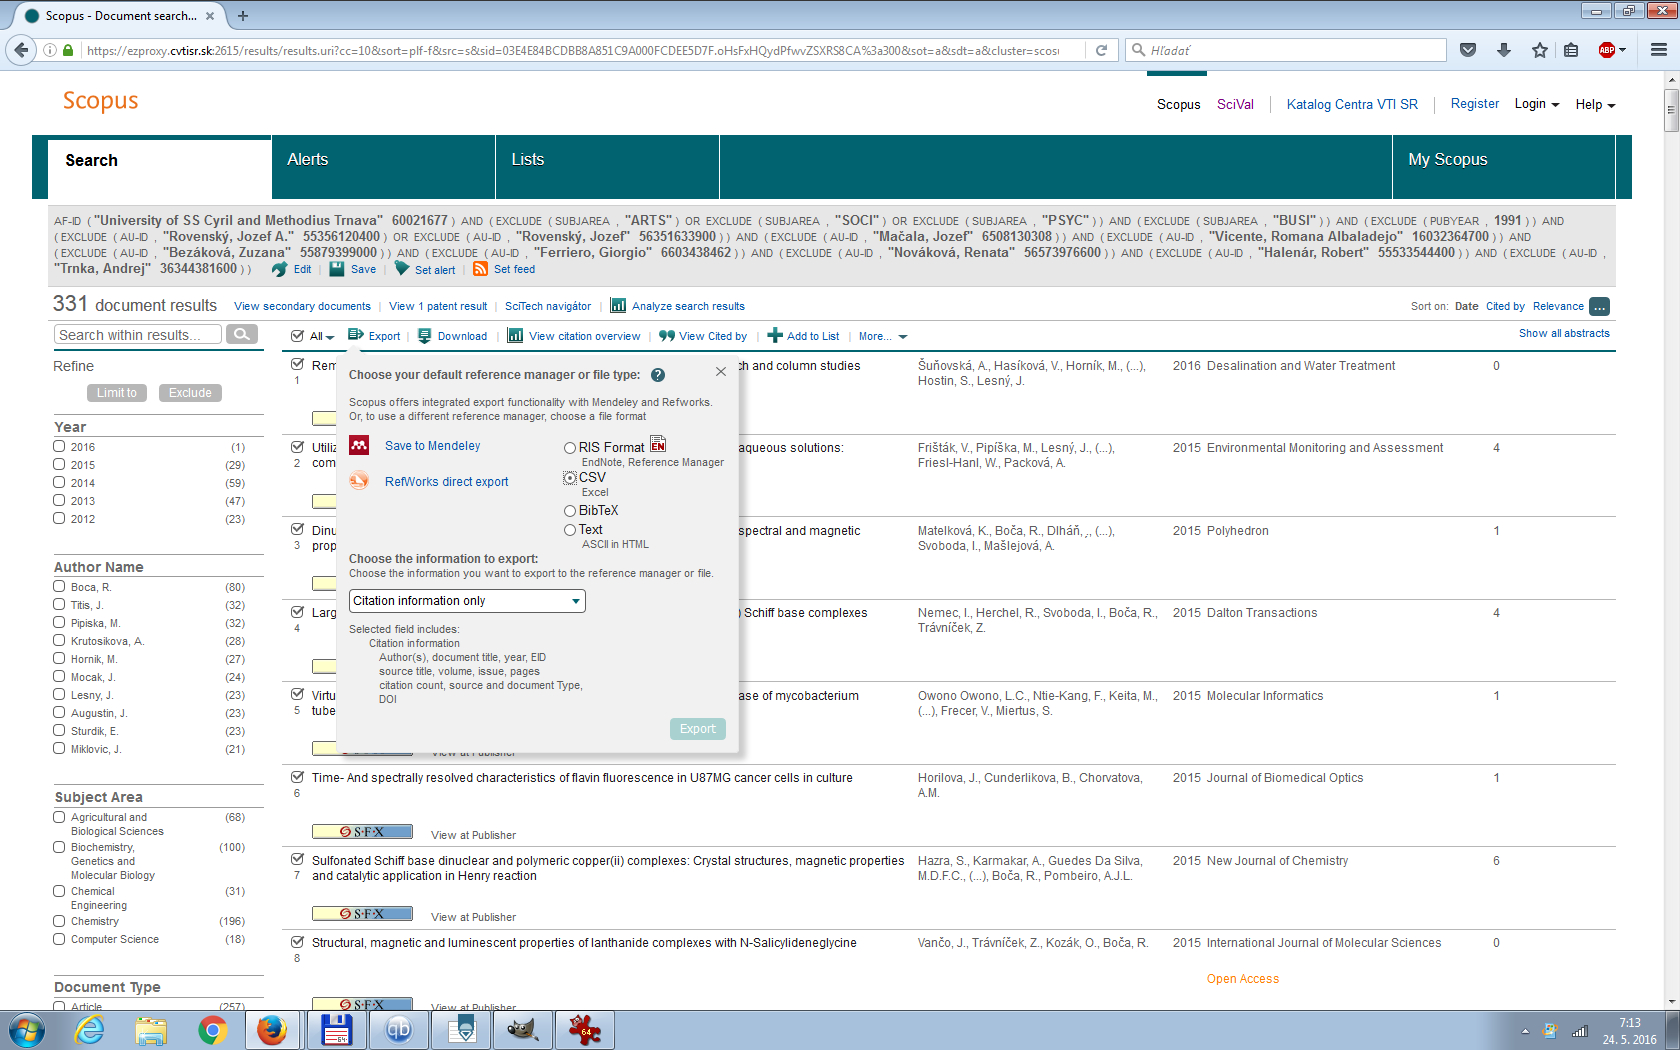 Scopus - Document search...
https://ezproxy.cvtisr.sk:2615/results/results.uri?cc=10&sort=plf-f&src=s&sid=03E4E84BCDBB8A851C9A000FCDEE5D7F.oHsFxHQydPfwvZSXRS8CA%3a300&sot=a&sdt=a&cluster=scos
Hľadať
ABP
Scopus
Scopus SciVal Katalog Centra VTI SR Register Login Help
Search Alerts Lists My Scopus
AF-ID ( "University of SS Cyril and Methodius Trnava" 60021677 ) AND ( EXCLUDE ( SUBJAREA , "ARTS" ) OR EXCLUDE ( SUBJAREA , "SOCI" ) OR EXCLUDE ( SUBJAREA , "PSYC" ) ) AND ( EXCLUDE ( SUBJAREA , "BUSI" ) ) AND ( EXCLUDE ( PUBYEAR , 1991 ) ) AND
( EXCLUDE ( AU-ID , "Rovenský, Jozef A." 55356120400 ) OR EXCLUDE ( AU-ID , "Rovenský, Jozef" 56351633900 ) ) AND ( EXCLUDE ( AU-ID , "Mačala, Jozef" 6508130308 ) ) AND ( EXCLUDE ( AU-ID , "Vicente, Romana Albaladejo" 16032364700 ) ) AND
( EXCLUDE ( AU-ID , "Bezáková, Zuzana" 55879399000 ) ) AND ( EXCLUDE ( AU-ID , "Ferriero, Giorgio" 6603438462 ) ) AND ( EXCLUDE ( AU-ID , "Nováková, Renata" 56573976600 ) ) AND ( EXCLUDE ( AU-ID , "Halenár, Robert" 55533544400 ) ) AND ( EXCLUDE ( AU-ID ,
"Trnka, Andrej" 36344381600 ) ) Edit Save Set alert Set feed
331 document results View secondary documents View 1 patent result SciTech navigátor Analyze search results Sort on: Date Cited by Relevance ...
Search within results...
All Export Download View citation overview View Cited by Add to List More... Show all abstracts
Refine
Limit to Exclude
Year
2016 (1)
2015 (29)
2014 (59)
2013 (47)
2012 (23)
Author Name
Boca, R. (80)
Titis, J. (32)
Pipiska, M. (32)
Krutosikova, A. (28)
Hornik, M. (27)
Mocak, J. (24)
Lesny, J. (23)
Augustin, J. (23)
Sturdik, E. (23)
Miklovic, J. (21)
Subject Area
Agricultural and Biological Sciences (68)
Biochemistry, Genetics and Molecular Biology (100)
Chemical Engineering (31)
Chemistry (196)
Computer Science (18)
Document Type
Article (257)
Choose your default reference manager or file type: ?
Scopus offers integrated export functionality with Mendeley and Refworks.
Or, to use a different reference manager, choose a file format
Save to Mendeley
RefWorks direct export
RIS Format EN
EndNote, Reference Manager
CSV
Excel
BibTeX
Text
ASCII in HTML
Choose the information to export:
Choose the information you want to export to the reference manager or file.
Citation information only
Selected field includes:
Citation information
Author(s), document title, year, EID
source title, volume, issue, pages
citation count, source and document Type,
DOI
Export
1 Rem ch and column studies Šuňovská, A., Hasíková, V., Horník, M., (...), 2016 Desalination and Water Treatment 0
Hostin, S., Lesný, J.
2 Utiliz aqueous solutions: Frišták, V., Pipíška, M., Lesný, J., (...), 2015 Environmental Monitoring and Assessment 4
com Friesl-Hanl, W., Packová, A.
3 Dinu spectral and magnetic Matelková, K., Boča, R., Dlháň, ,., (...), 2015 Polyhedron 1
prop Svoboda, I., Mašlejová, A.
4 Larg ) Schiff base complexes Nemec, I., Herchel, R., Svoboda, I., Boča, R., 2015 Dalton Transactions 4
Trávníček, Z.
5 Virtu ase of mycobacterium Owono Owono, L.C., Ntie-Kang, F., Keita, M., 2015 Molecular Informatics 1
tube (...), Frecer, V., Miertus, S.
View at Publisher
6 Time- And spectrally resolved characteristics of flavin fluorescence in U87MG cancer cells in culture Horilova, J., Cunderlikova, B., Chorvatova, 2015 Journal of Biomedical Optics 1
A.M.
S·F·X View at Publisher
7 Sulfonated Schiff base dinuclear and polymeric copper(ii) complexes: Crystal structures, magnetic properties Hazra, S., Karmakar, A., Guedes Da Silva, 2015 New Journal of Chemistry 6
and catalytic application in Henry reaction M.D.F.C., (...), Boča, R., Pombeiro, A.J.L.
S·F·X View at Publisher
8 Structural, magnetic and luminescent properties of lanthanide complexes with N-Salicylideneglycine Vančo, J., Trávníček, Z., Kozák, O., Boča, R. 2015 International Journal of Molecular Sciences 0
Open Access
S·F·X View at Publisher
64
qb
64
7:13
24. 5. 2016